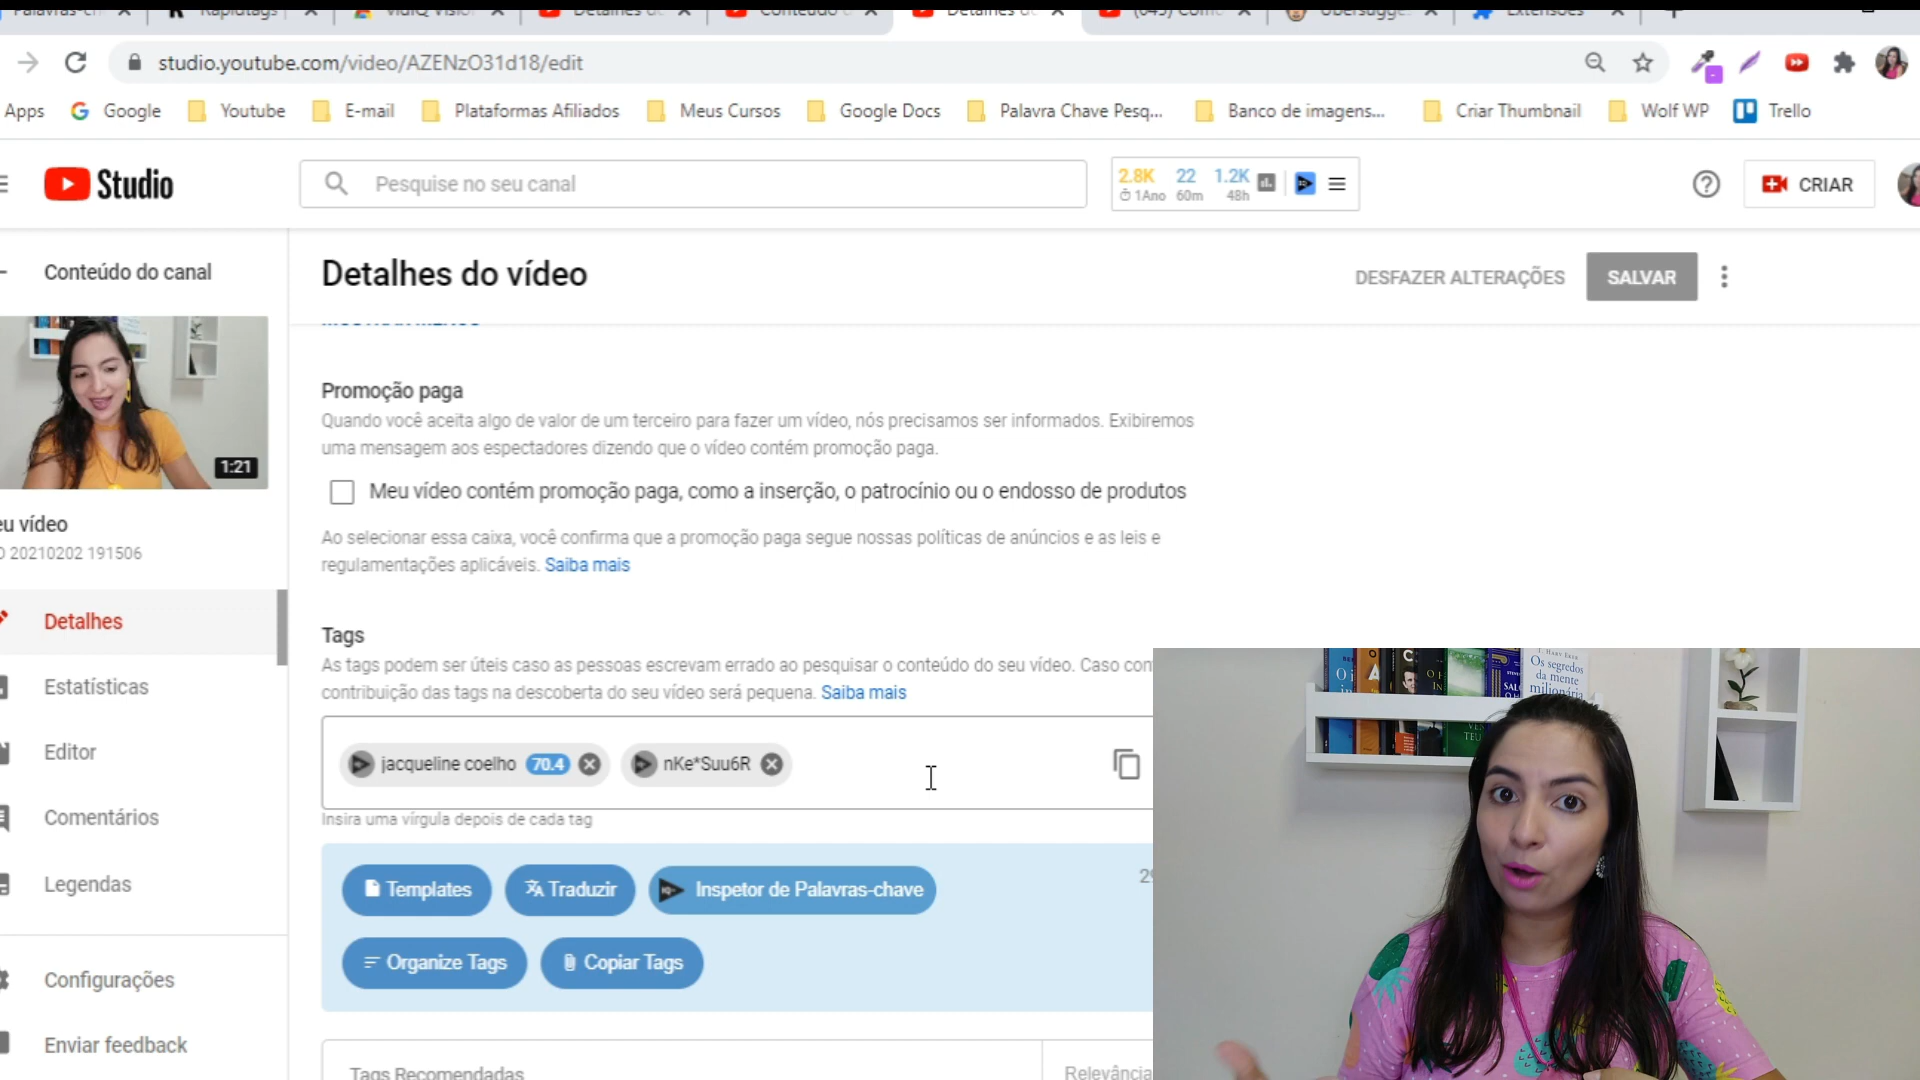 studio.youtube.com/video/AZENzO31d18/edit
Apps Google Youtube E-mail Plataformas Afiliados Meus Cursos Google Docs Palavra Chave Pesq... Banco de imagens... Criar Thumbnail Wolf WP Trello
Studio
Pesquise no seu canal
2.8K 22 1.2K
1Ano 60m 48h
CRIAR
Conteúdo do canal
Detalhes do vídeo
DESFAZER ALTERAÇÕES
SALVAR
1:21
eu vídeo
20210202 191506
Detalhes
Estatísticas
Editor
Comentários
Legendas
Configurações
Enviar feedback
Promoção paga
Quando você aceita algo de valor de um terceiro para fazer um vídeo, nós precisamos ser informados. Exibiremos
uma mensagem aos espectadores dizendo que o vídeo contém promoção paga.
Meu vídeo contém promoção paga, como a inserção, o patrocínio ou o endosso de produtos
Ao selecionar essa caixa, você confirma que a promoção paga segue nossas políticas de anúncios e as leis e
regulamentações aplicáveis. Saiba mais
Tags
As tags podem ser úteis caso as pessoas escrevam errado ao pesquisar o conteúdo do seu vídeo. Caso con
contribuição das tags na descoberta do seu vídeo será pequena. Saiba mais
jacqueline coelho 70.4 nKe*Suu6R
Insira uma vírgula depois de cada tag
Templates Traduzir Inspetor de Palavras-chave
Organize Tags Copiar Tags
Tags Recomendadas
Relevância
Os segredos
da mente
milionária